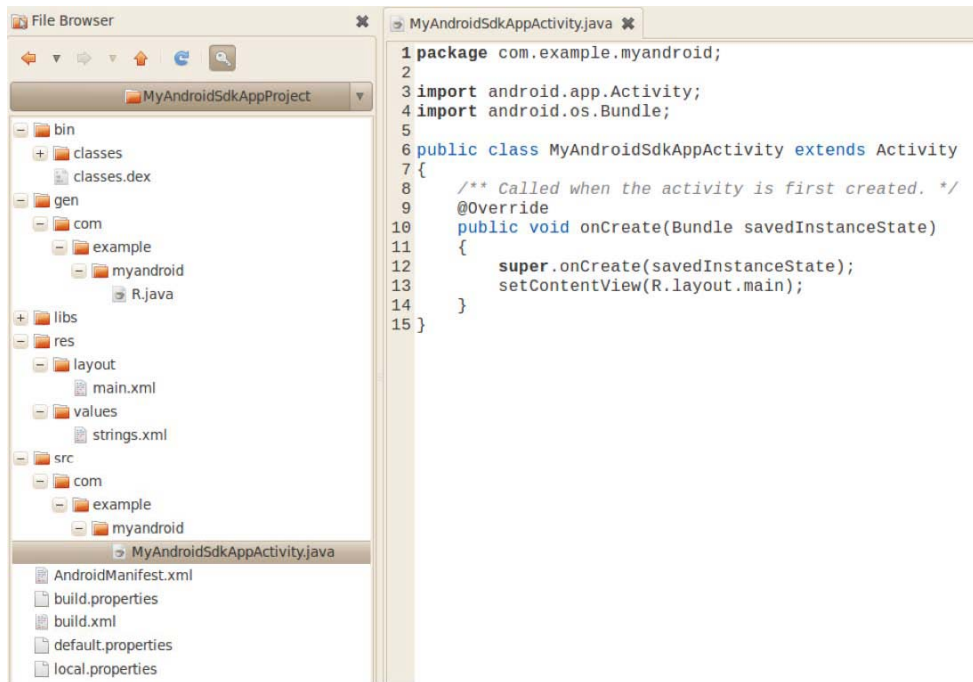 File Browser
MyAndroidSdkAppProject
bin
classes
classes.dex
gen
com
example
myandroid
R.java
libs
res
layout
main.xml
values
strings.xml
src
com
example
myandroid
MyAndroidSdkAppActivity.java
AndroidManifest.xml
build.properties
build.xml
default.properties
local.properties
MyAndroidSdkAppActivity.java
1 package com.example.myandroid;
2
3 import android.app.Activity;
4 import android.os.Bundle;
5
6 public class MyAndroidSdkAppActivity extends Activity
7 {
8     /** Called when the activity is first created. */
9     @Override
10     public void onCreate(Bundle savedInstanceState)
11     {
12         super.onCreate(savedInstanceState);
13         setContentView(R.layout.main);
14     }
15 }